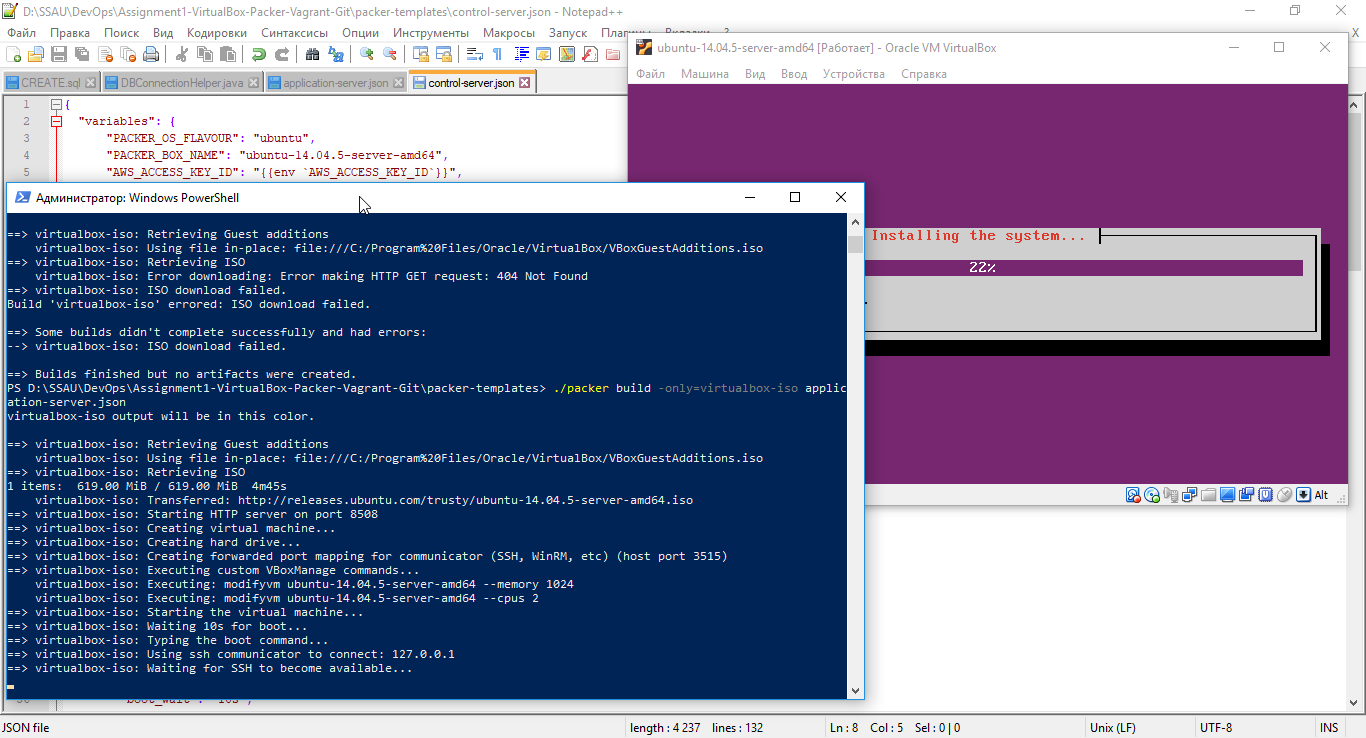 D:\SSAU\DevOps\Assignment1-VirtualBox-Packer-Vagrant-Git\packer-templates\control-server.json - Notepad++
Файл Правка Поиск Вид Кодировки Синтаксисы Опции Инструменты Макросы Запуск
X
CREATE.sql DBConnectionHelper.java application-server.json control-server.json
1 {
2 "variables": {
3 "PACKER_OS_FLAVOUR": "ubuntu",
4 "PACKER_BOX_NAME": "ubuntu-14.04.5-server-amd64",
5 "AWS_ACCESS_KEY_ID": "{{env `AWS_ACCESS_KEY_ID`}}",
ubuntu-14.04.5-server-amd64 [Работает] - Oracle VM VirtualBox
Файл Машина Вид Ввод Устройства Справка
Installing the system...
22%
Alt
Администратор: Windows PowerShell
==> virtualbox-iso: Retrieving Guest additions
virtualbox-iso: Using file in-place: file:///C:/Program%20Files/Oracle/VirtualBox/VBoxGuestAdditions.iso
==> virtualbox-iso: Retrieving ISO
virtualbox-iso: Error downloading: Error making HTTP GET request: 404 Not Found
==> virtualbox-iso: ISO download failed.
Build 'virtualbox-iso' errored: ISO download failed.
==> Some builds didn't complete successfully and had errors:
--> virtualbox-iso: ISO download failed.
==> Builds finished but no artifacts were created.
PS D:\SSAU\DevOps\Assignment1-VirtualBox-Packer-Vagrant-Git\packer-templates> ./packer build -only=virtualbox-iso applic
ation-server.json
virtualbox-iso output will be in this color.
==> virtualbox-iso: Retrieving Guest additions
virtualbox-iso: Using file in-place: file:///C:/Program%20Files/Oracle/VirtualBox/VBoxGuestAdditions.iso
==> virtualbox-iso: Retrieving ISO
1 items: 619.00 MiB / 619.00 MiB 4m45s
virtualbox-iso: Transferred: http://releases.ubuntu.com/trusty/ubuntu-14.04.5-server-amd64.iso
==> virtualbox-iso: Starting HTTP server on port 8508
==> virtualbox-iso: Creating virtual machine...
==> virtualbox-iso: Creating hard drive...
==> virtualbox-iso: Creating forwarded port mapping for communicator (SSH, WinRM, etc) (host port 3515)
==> virtualbox-iso: Executing custom VBoxManage commands...
virtualbox-iso: Executing: modifyvm ubuntu-14.04.5-server-amd64 --memory 1024
virtualbox-iso: Executing: modifyvm ubuntu-14.04.5-server-amd64 --cpus 2
==> virtualbox-iso: Starting the virtual machine...
==> virtualbox-iso: Waiting 10s for boot...
==> virtualbox-iso: Typing the boot command...
==> virtualbox-iso: Using ssh communicator to connect: 127.0.0.1
==> virtualbox-iso: Waiting for SSH to become available...
JSON file length : 4 237 lines : 132 Ln : 8 Col : 5 Sel : 0 | 0 Unix (LF) UTF-8 INS